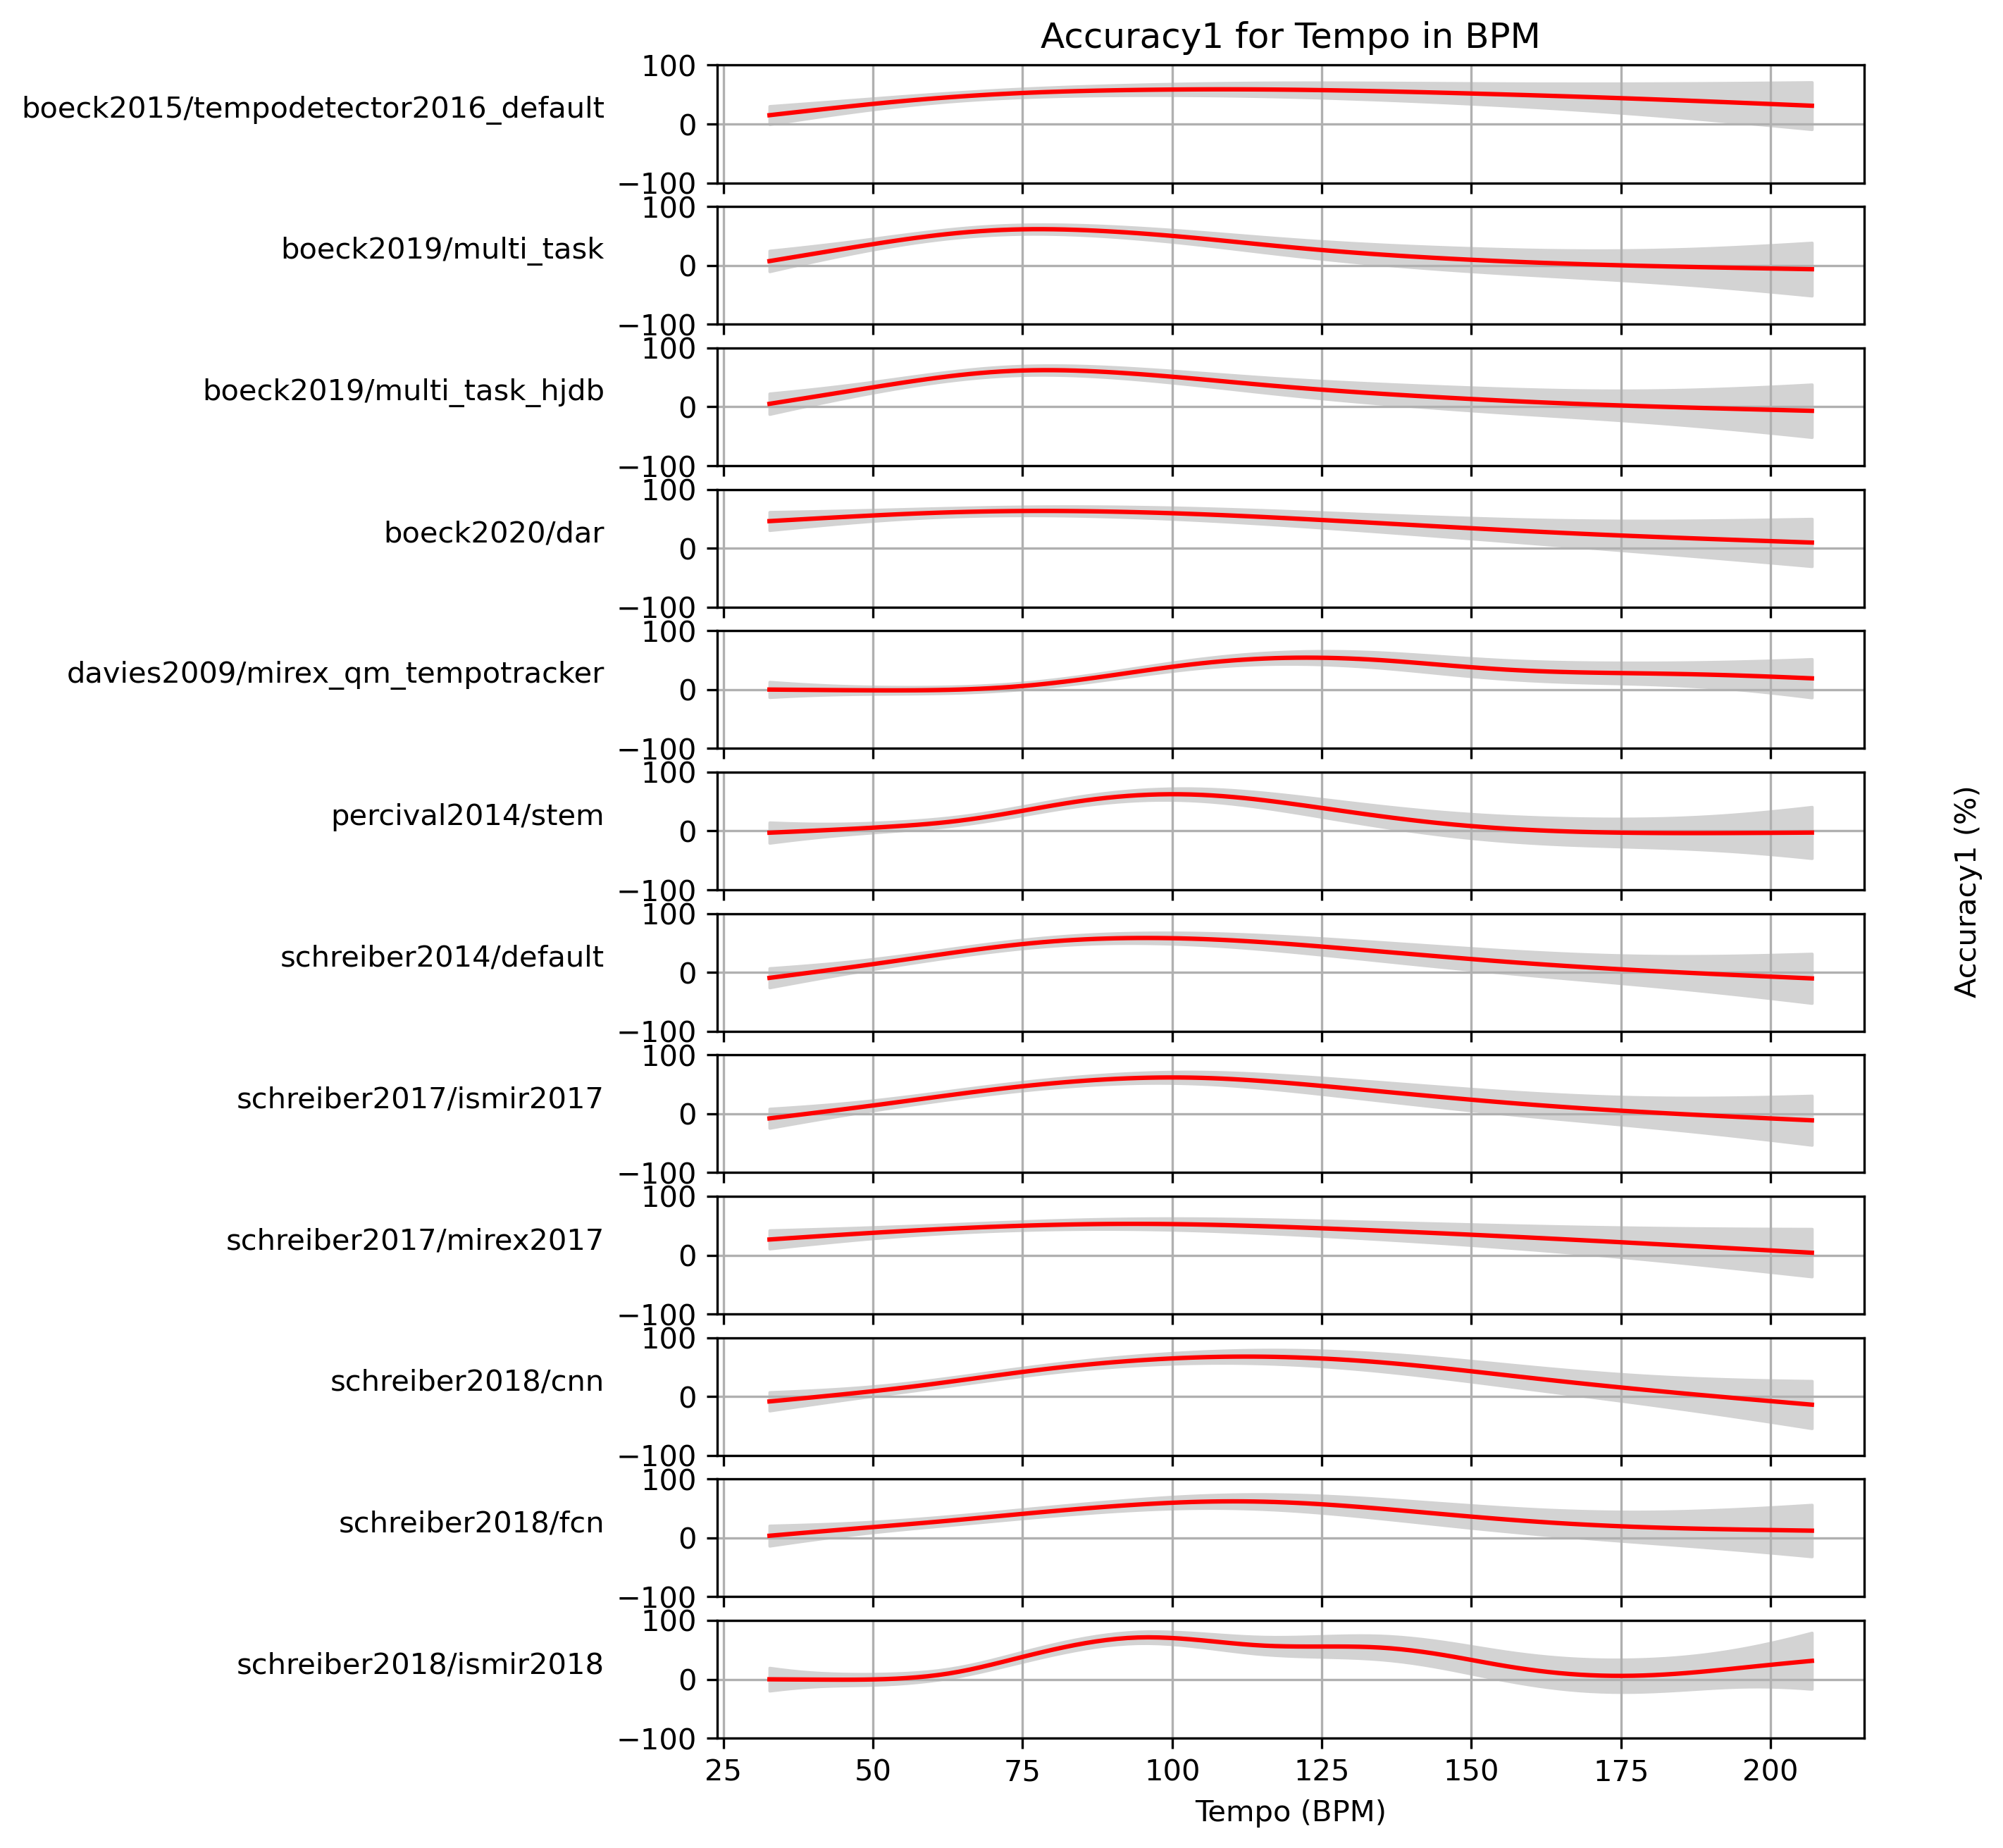 Accuracy1 for Tempo in BPM
boeck2015/tempodetector2016_default
100
0
−100
boeck2019/multi_task
100
0
−100
boeck2019/multi_task_hjdb
100
0
−100
boeck2020/dar
100
0
−100
davies2009/mirex_qm_tempotracker
100
0
−100
percival2014/stem
100
0
−100
schreiber2014/default
100
0
−100
schreiber2017/ismir2017
100
0
−100
schreiber2017/mirex2017
100
0
−100
schreiber2018/cnn
100
0
−100
schreiber2018/fcn
100
0
−100
schreiber2018/ismir2018
100
0
−100
25 50 75 100 125 150 175 200
Tempo (BPM)
Accuracy1 (%)